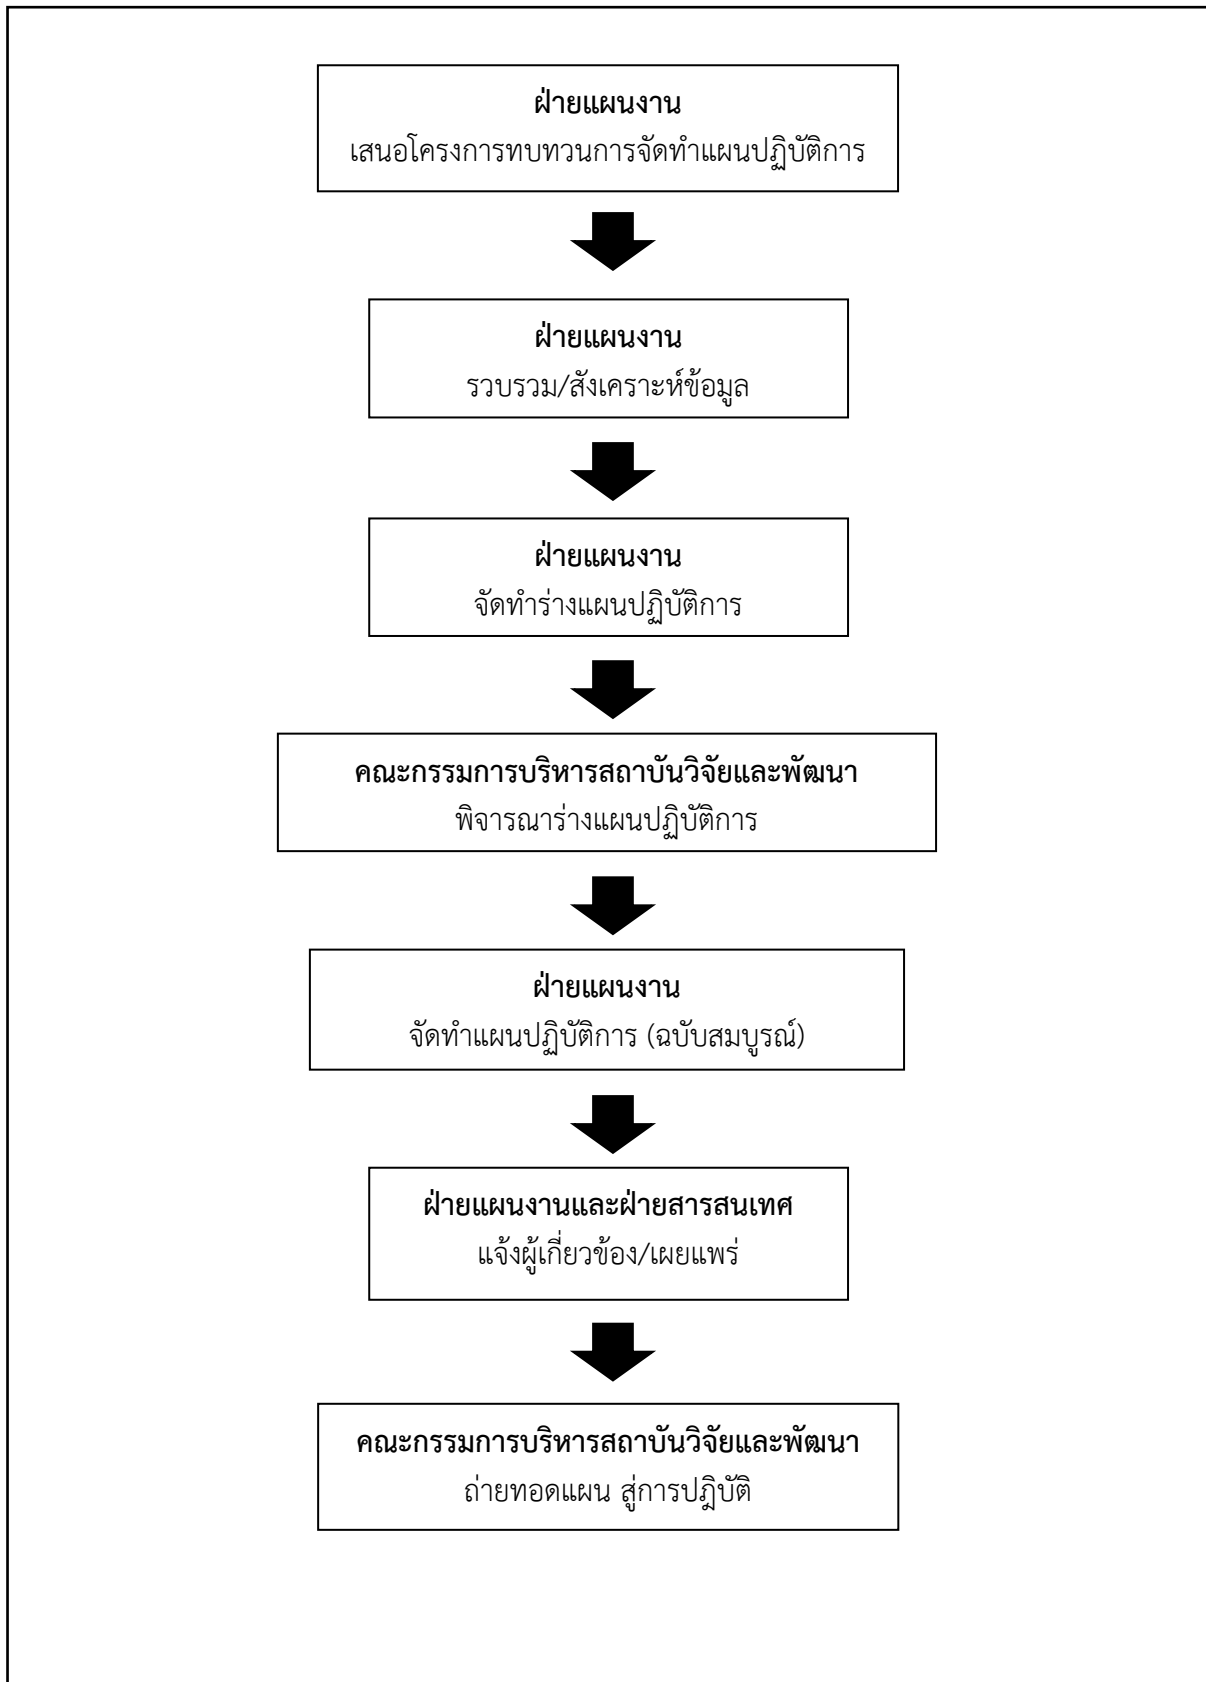 ฝ่ายแผนงาน
เสนอโครงการทบทวนการจัดทำแผนปฏิบัติการ
ฝ่ายแผนงาน
รวบรวม/สังเคราะห์ข้อมูล
ฝ่ายแผนงาน
จัดทำร่างแผนปฏิบัติการ
คณะกรรมการบริหารสถาบันวิจัยและพัฒนา
พิจารณาร่างแผนปฏิบัติการ
ฝ่ายแผนงาน
จัดทำแผนปฏิบัติการ (ฉบับสมบูรณ์)
ฝ่ายแผนงานและฝ่ายสารสนเทศ
แจ้งผู้เกี่ยวข้อง/เผยแพร่
คณะกรรมการบริหารสถาบันวิจัยและพัฒนา
ถ่ายทอดแผน สู่การปฎิบัติ